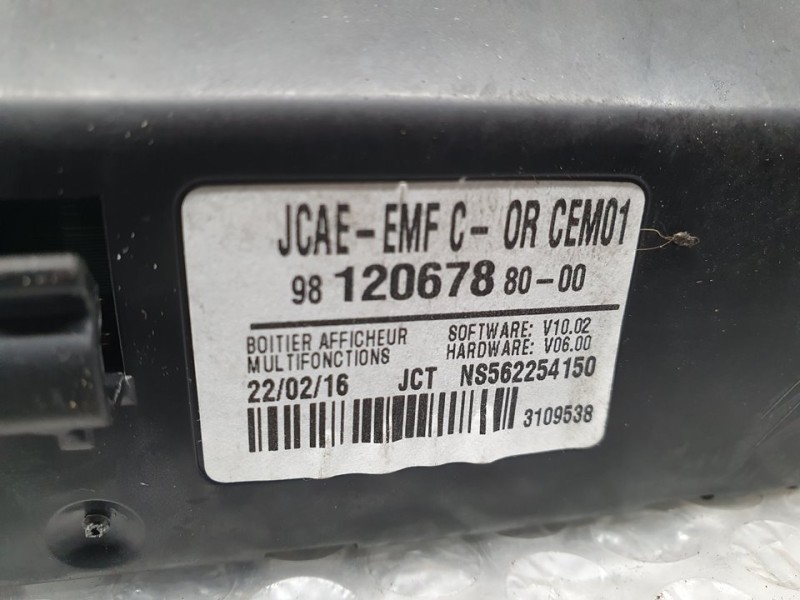 JCAE-EMF C- OR CEM01
98 120678 80-00
BOITIER AFFICHEUR SOFTWARE: V10.02
MULTIFONCTIONS HARDWARE: V06.00
22/02/16 JCT NS562254150
3109538